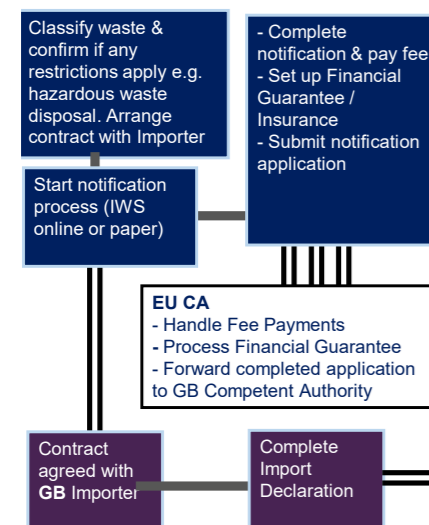 Classify waste &
confirm if any
restrictions apply e.g.
hazardous waste
disposal. Arrange
contract with Importer
- Complete
notification & pay fee
- Set up Financial
Guarantee /
Insurance
- Submit notification
application
Start notification
process (IWS
online or paper)
EU CA
- Handle Fee Payments
- Process Financial Guarantee
- Forward completed application
to GB Competent Authority
Contract
agreed with
GB Importer
Complete
Import
Declaration